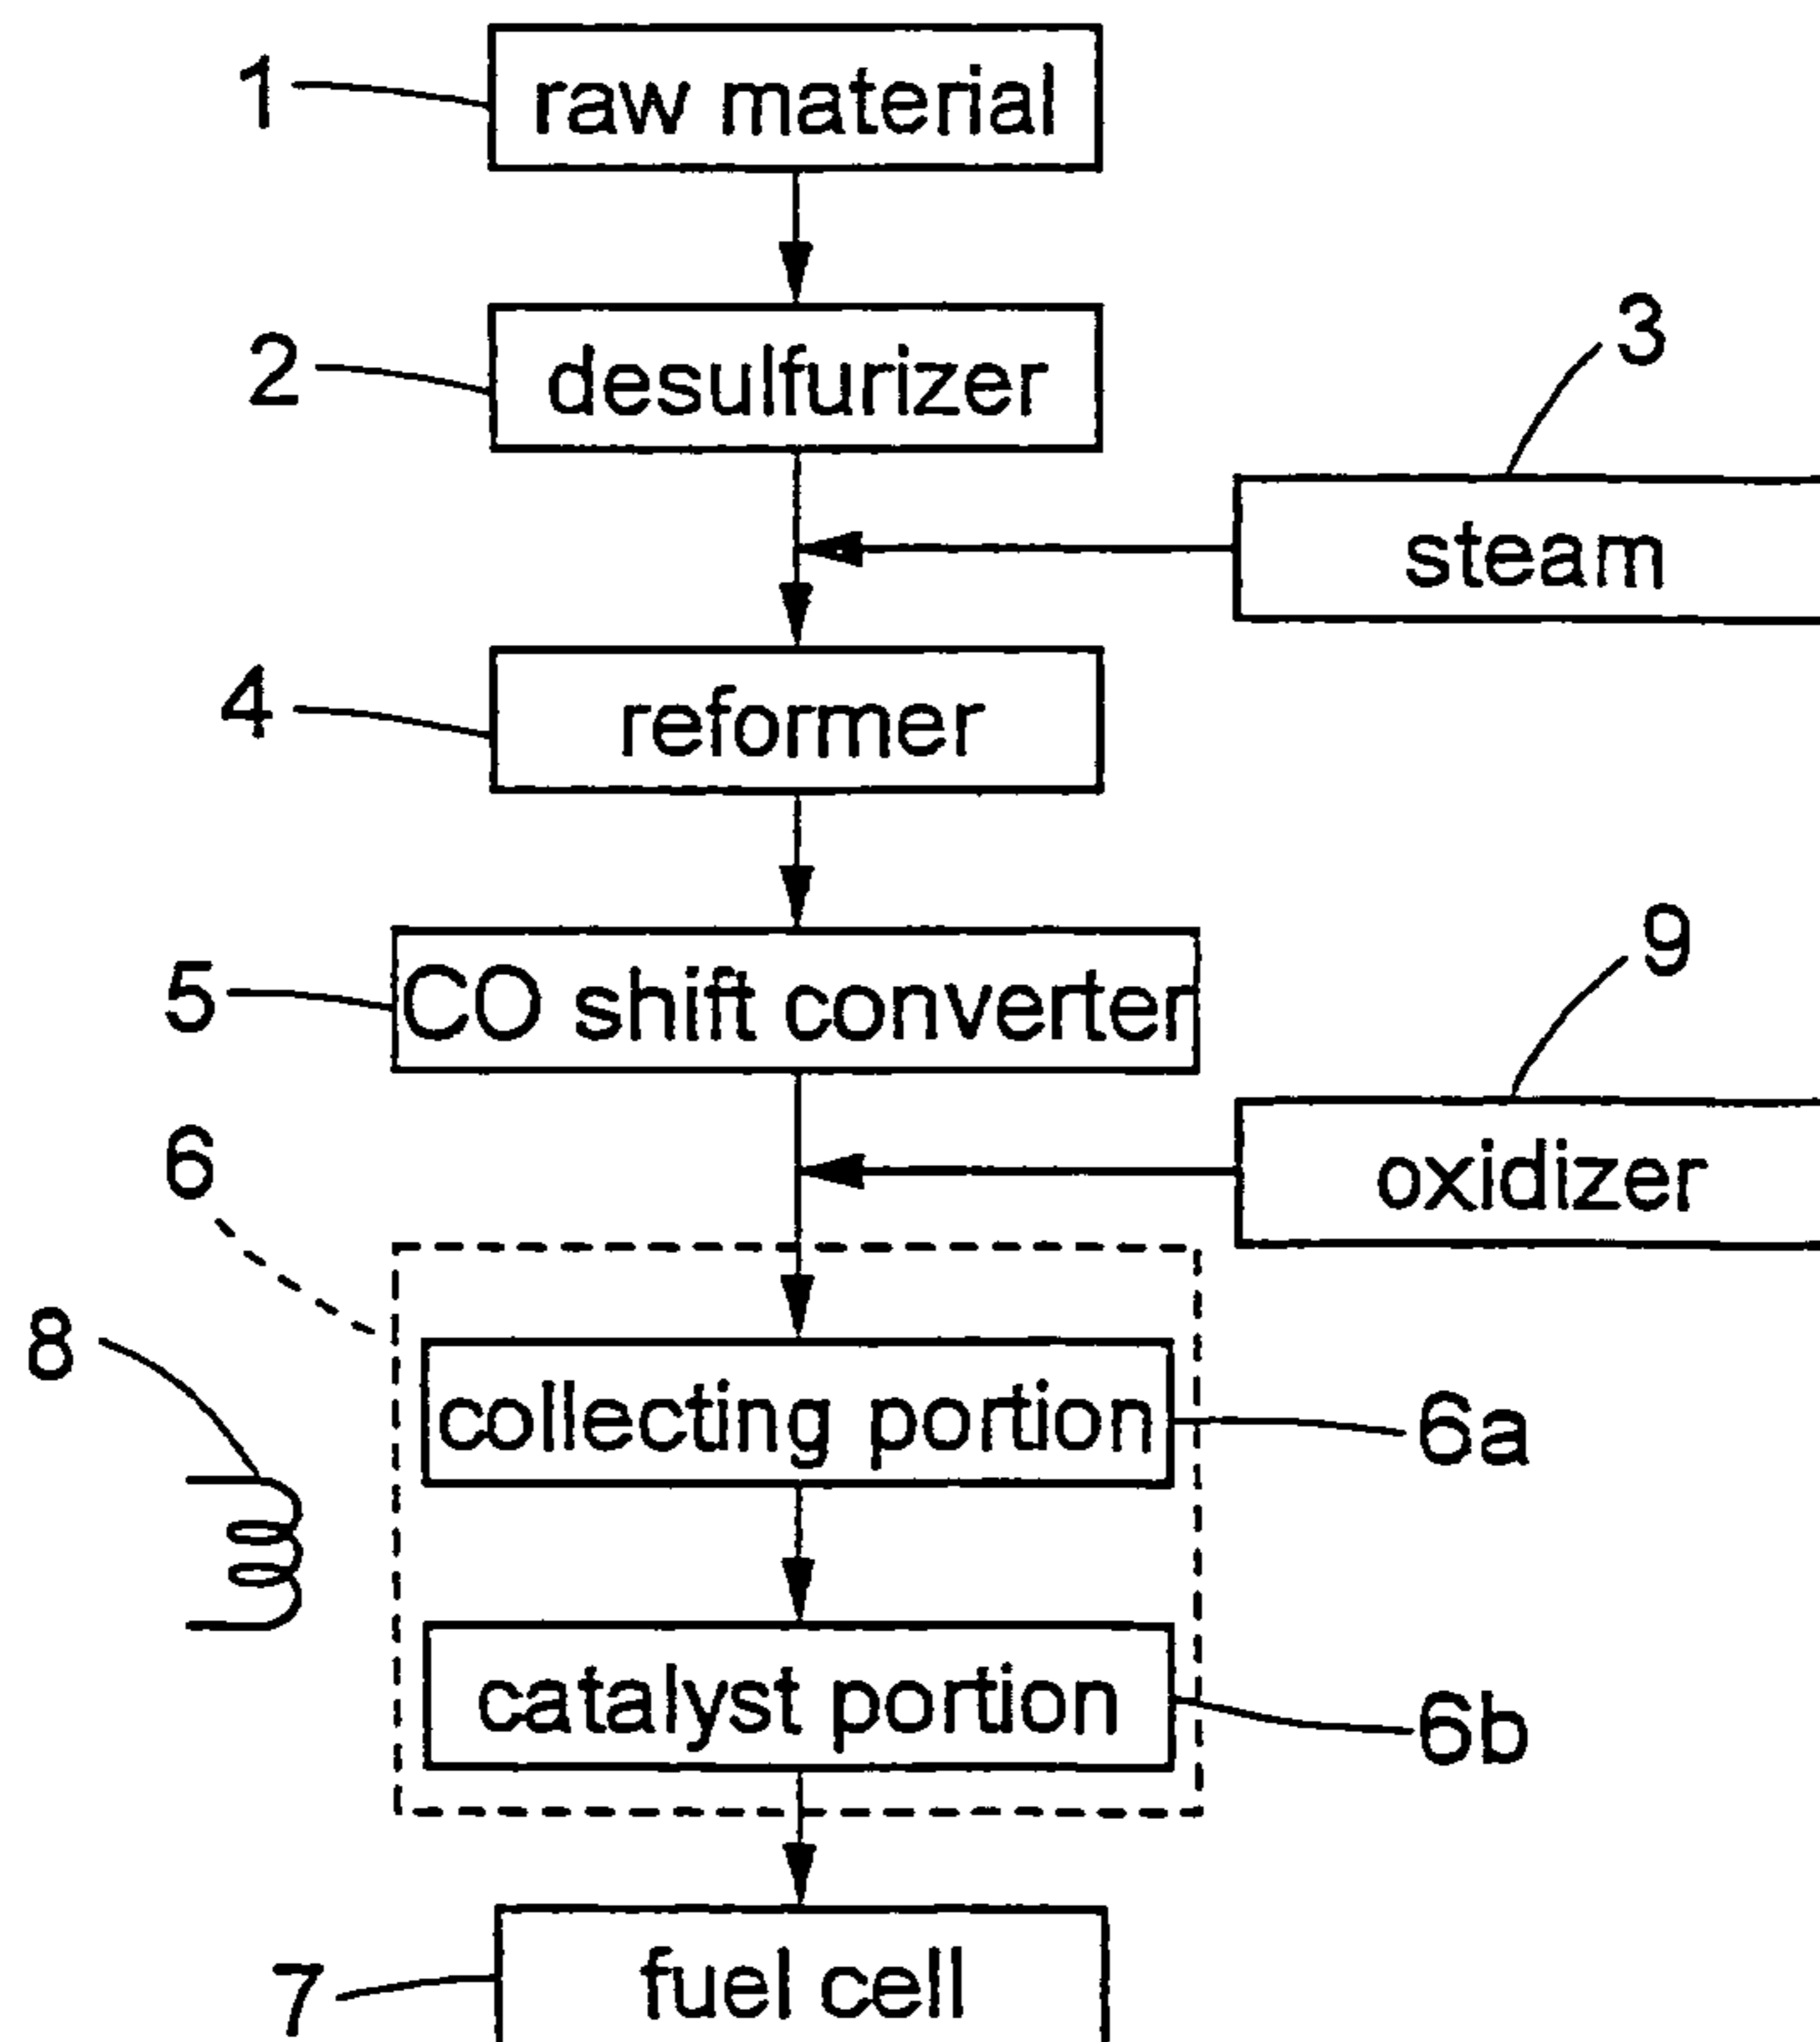 1
raw material
2
desulfurizer
3
steam
4
reformer
5
CO shift converter
9
oxidizer
6
8
collecting portion
6a
catalyst portion
6b
7
fuel cell